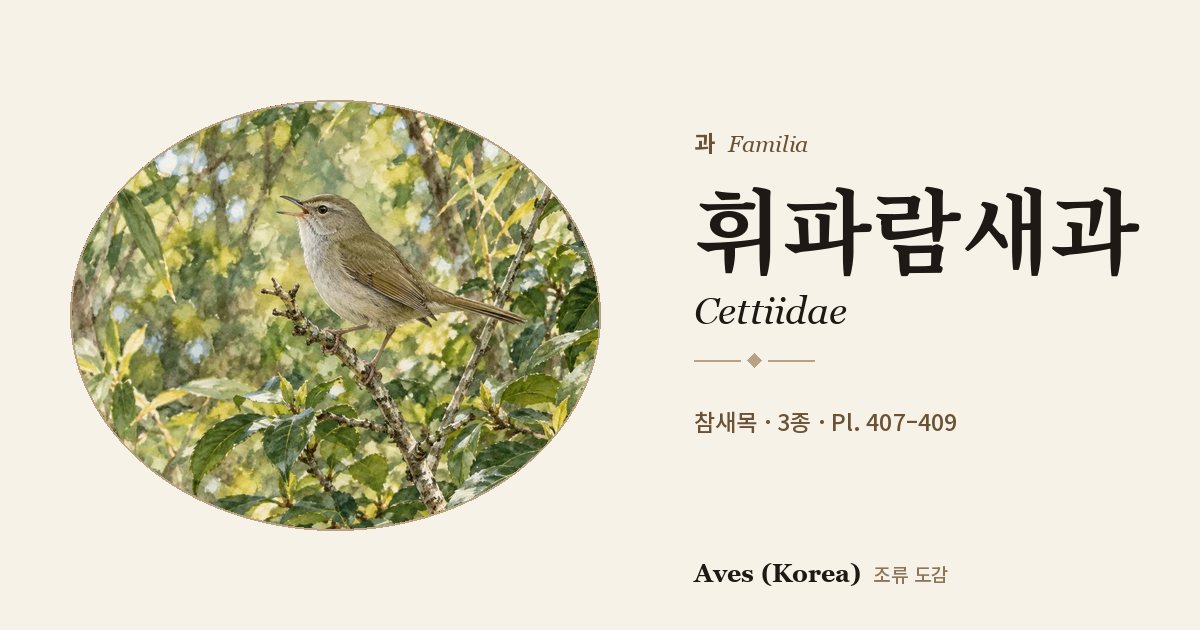 과 Familia
휘파람새과
Cettiidae
참새목 · 3종 · Pl. 407–409
Aves (Korea) 조류 도감